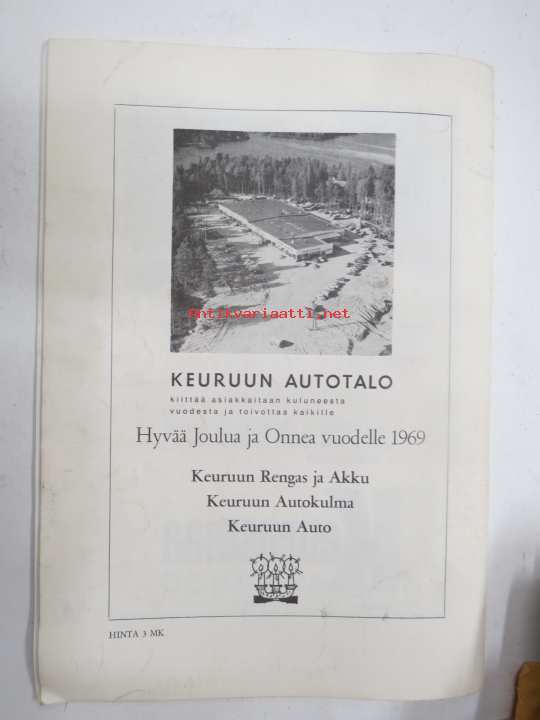 Antikvariaatti.net
KEURUUN AUTOTALO
kiittää asiakkaitaan kuluneesta
vuodesta ja toivottaa kaikille
Hyvää Joulua ja Onnea vuodelle 1969
Keuruun Rengas ja Akku
Keuruun Autokulma
Keuruun Auto
HINTA 3 MK